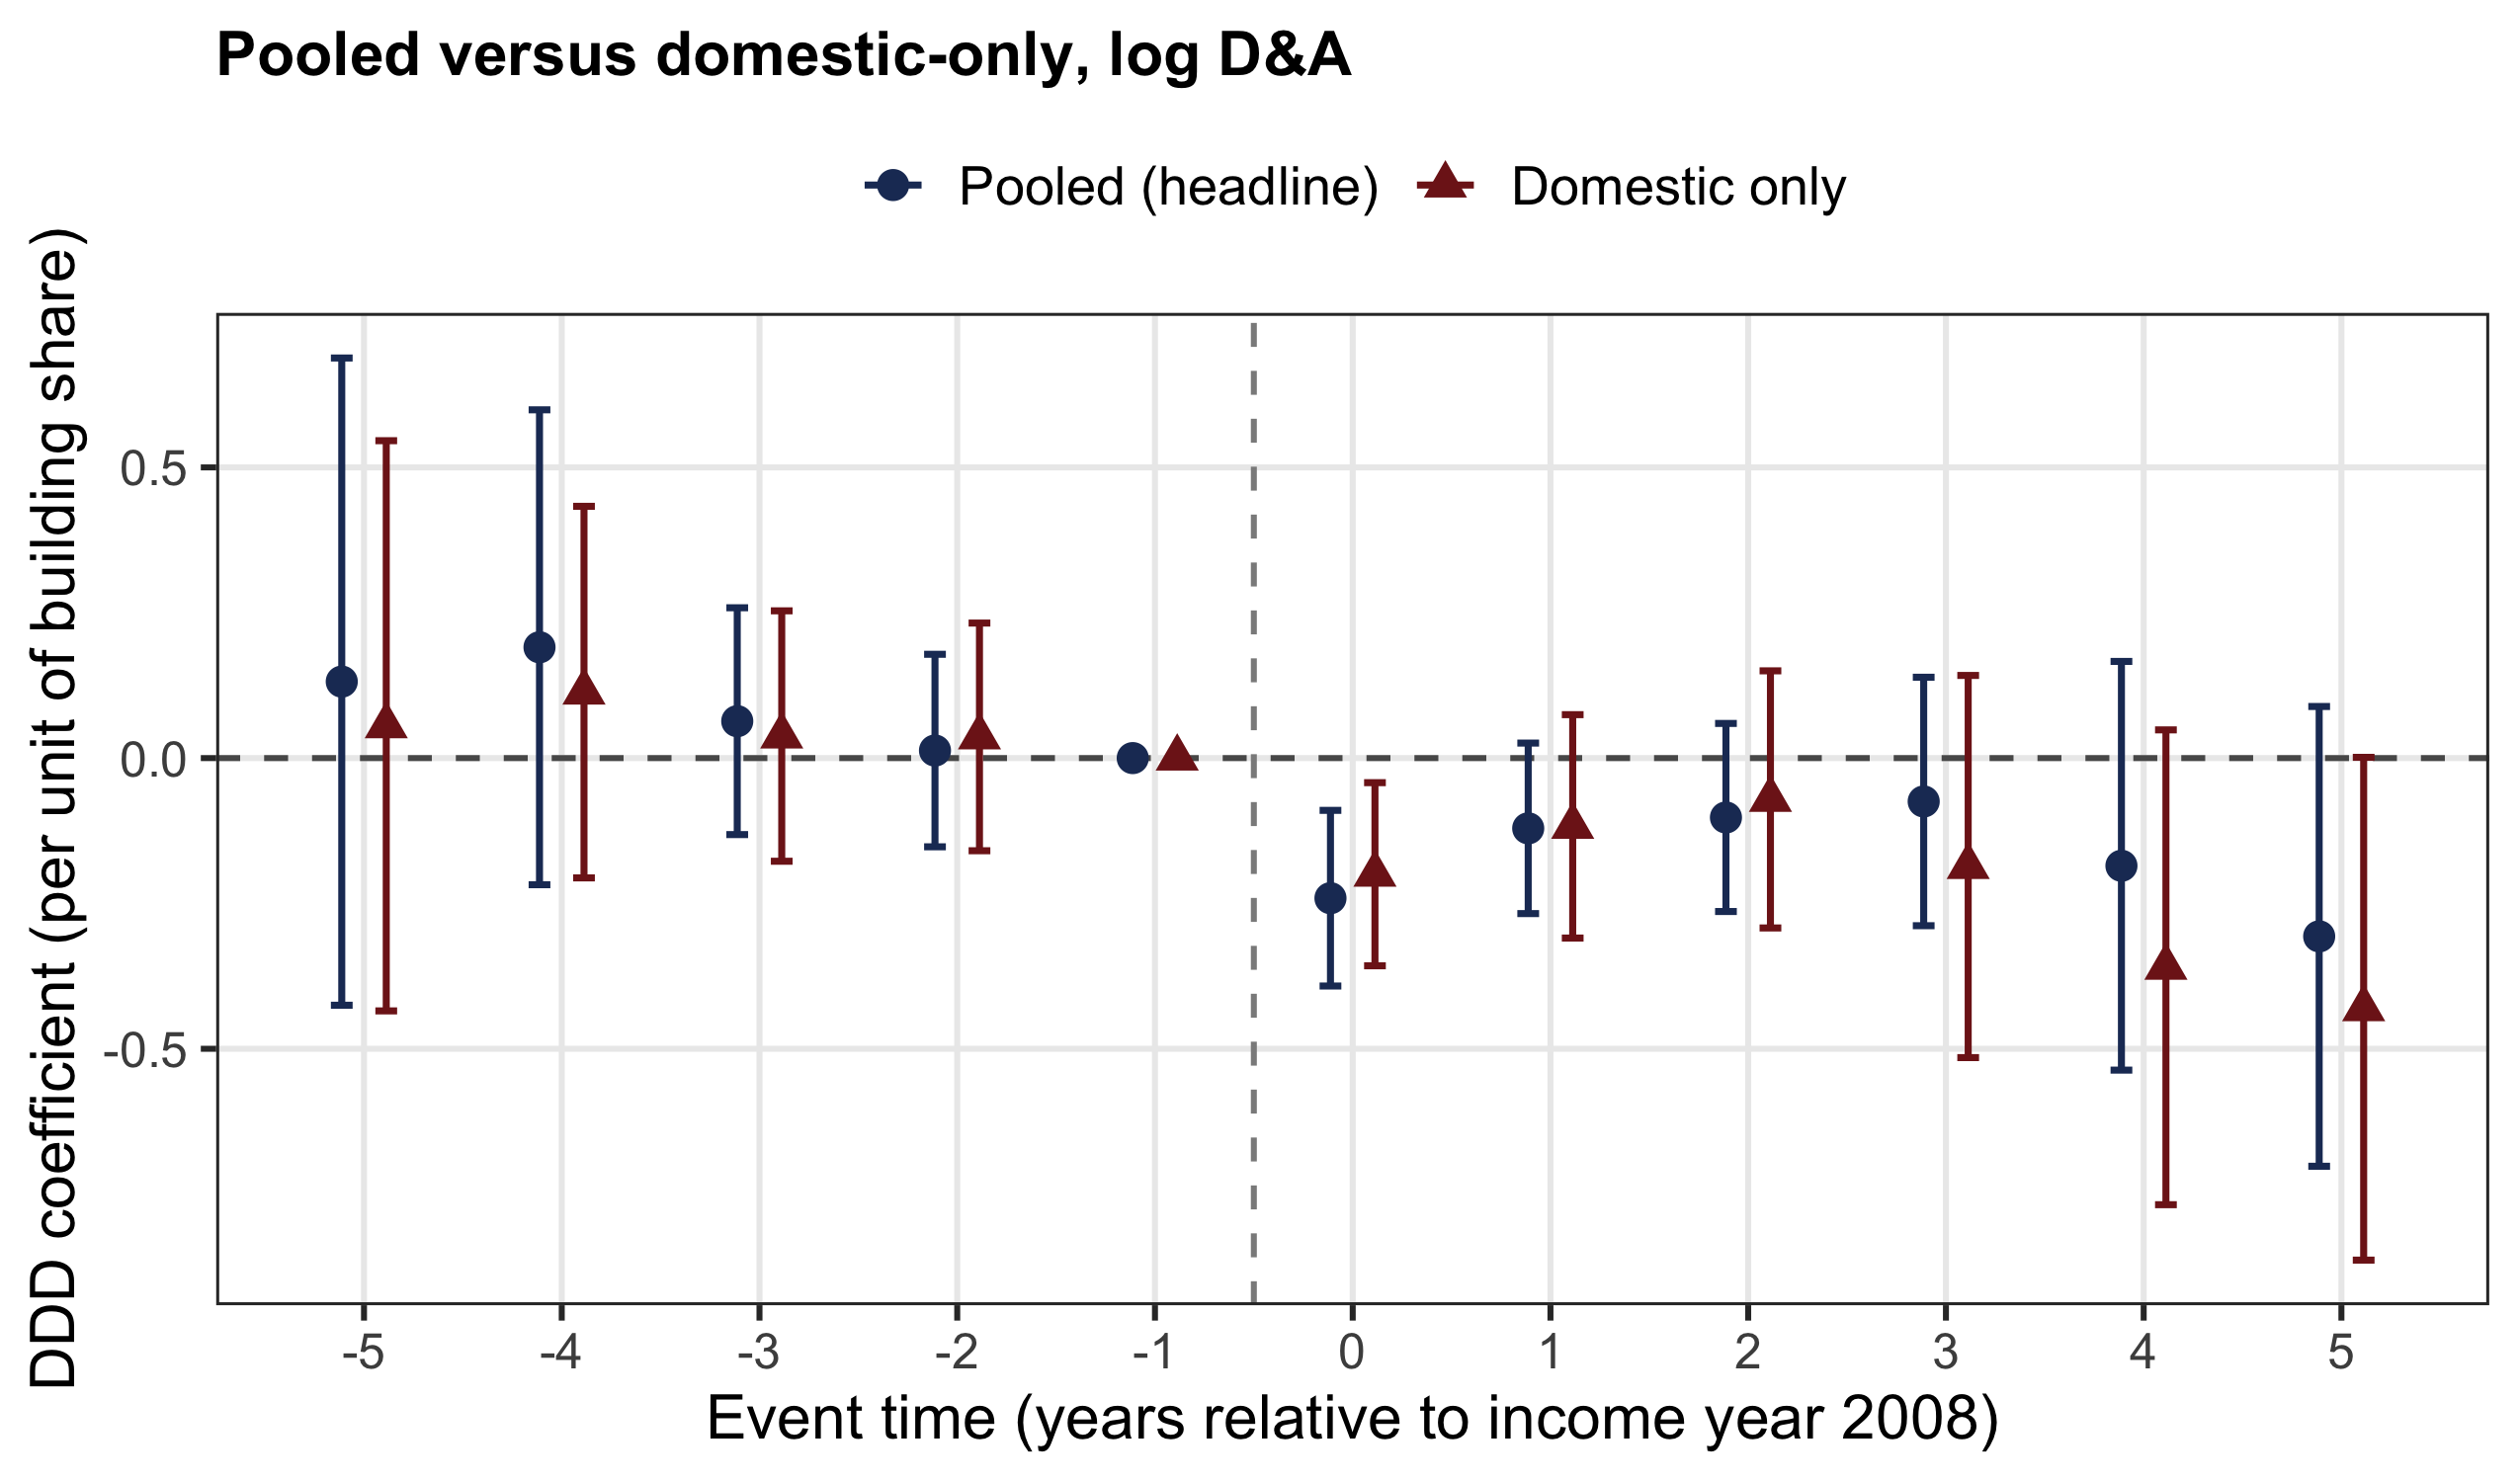 Pooled versus domestic-only, log D&A
Pooled (headline)
Domestic only
DDD coefficient (per unit of building share)
0.5
0.0
-0.5
-5
-4
-3
-2
-1
0
1
2
3
4
5
Event time (years relative to income year 2008)